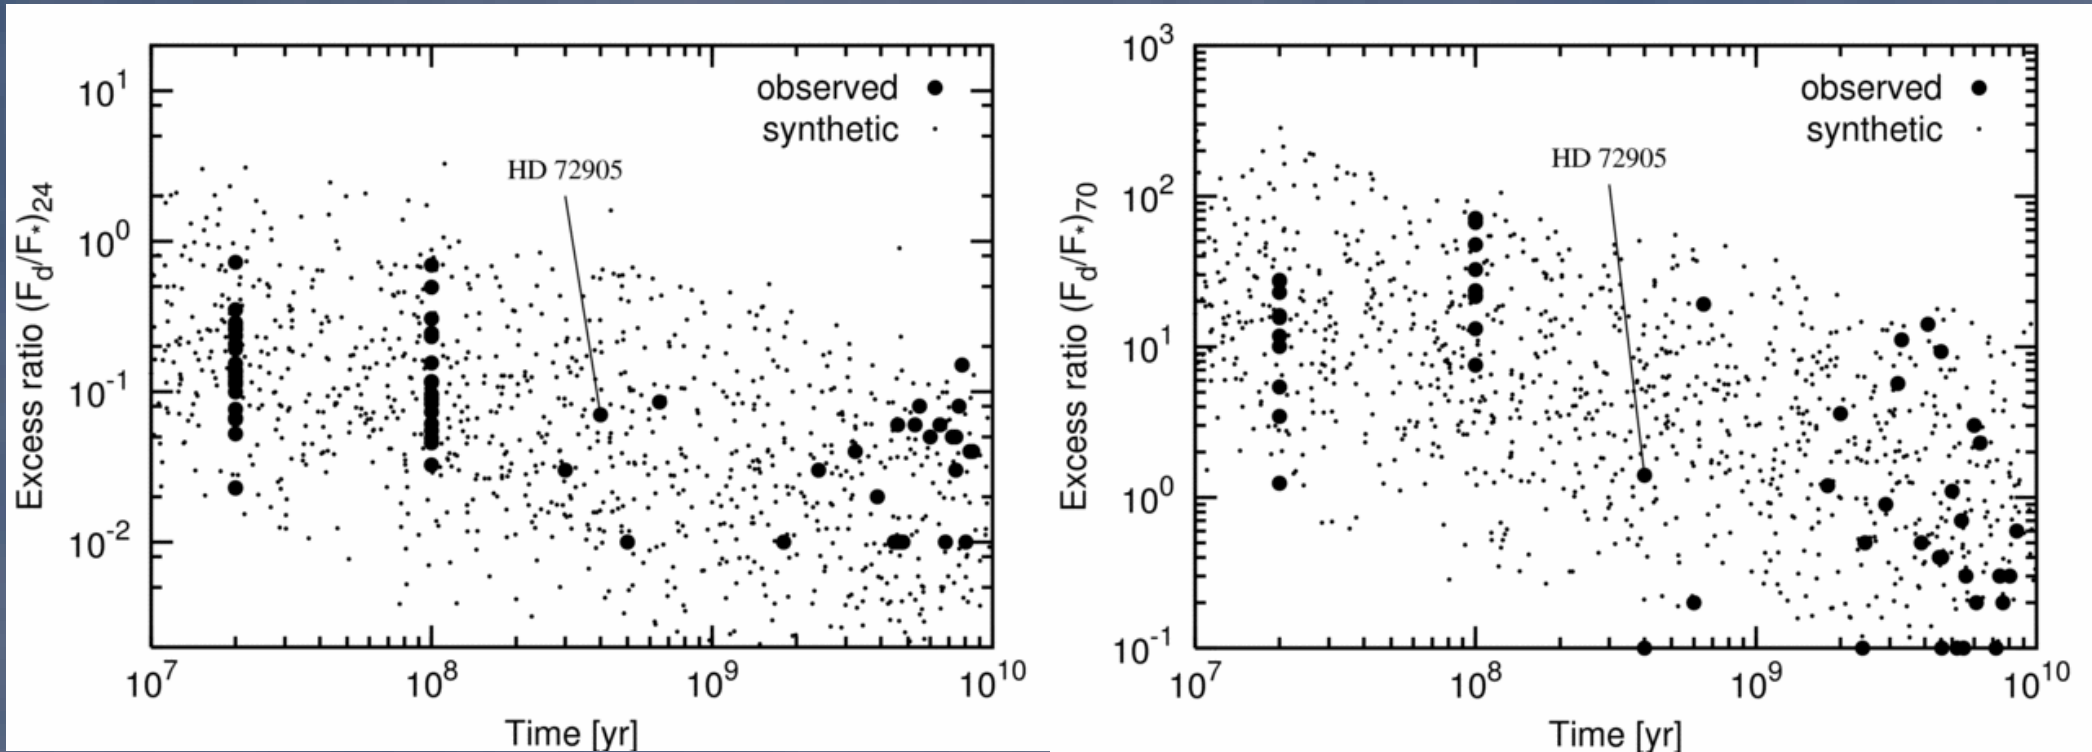 Excess ratio (F_d/F_*)_24
10^1
10^0
10^-1
10^-2
observed
synthetic
HD 72905
10^7 10^8 10^9 10^10
Time [yr]
Excess ratio (F_d/F_*)_70
10^3
10^2
10^1
10^0
10^-1
observed
synthetic
HD 72905
10^7 10^8 10^9 10^10
Time [yr]